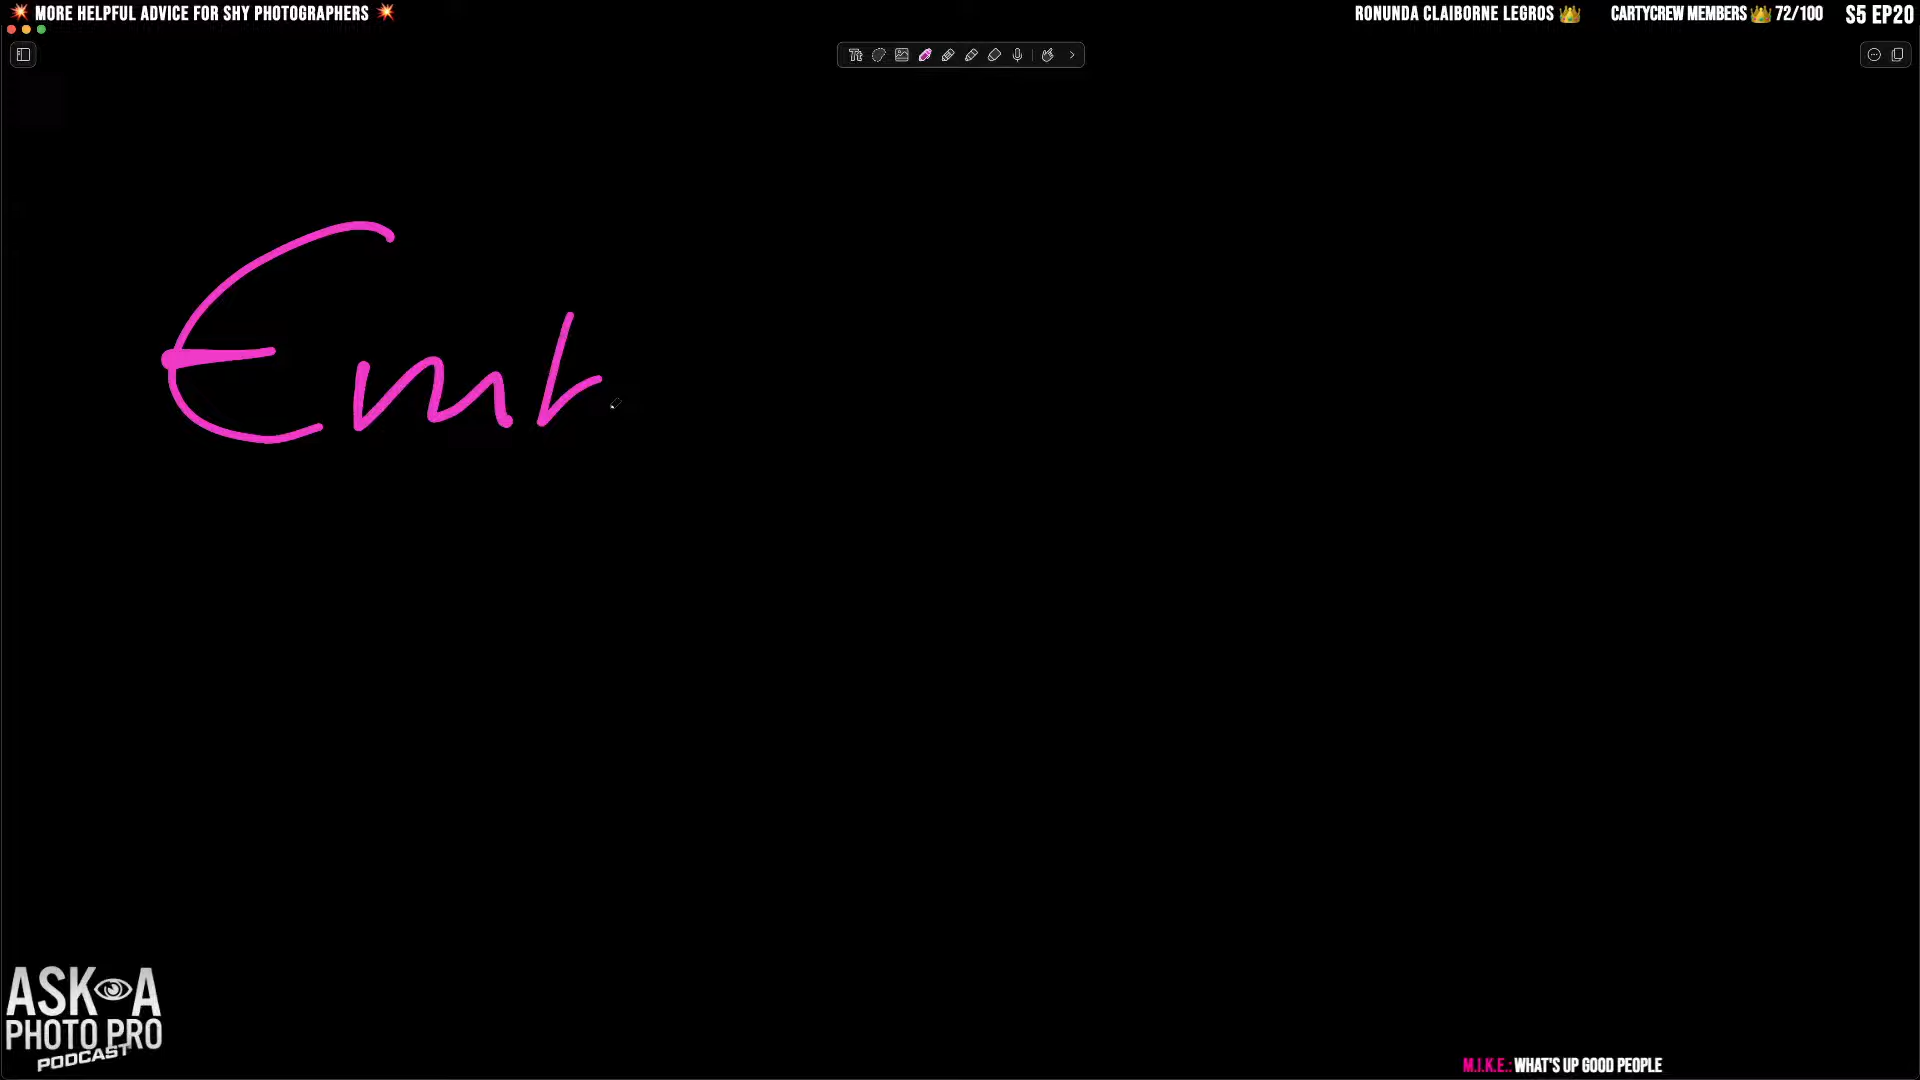 💥 MORE HELPFUL ADVICE FOR SHY PHOTOGRAPHERS 💥
RONUNDA CLAIBORNE LEGROS 👑 CARTYCREW MEMBERS 👑 72/100 S5 EP20
Tt
ASK A
PHOTO PRO
PODCAST
M.I.K.E.: WHAT'S UP GOOD PEOPLE